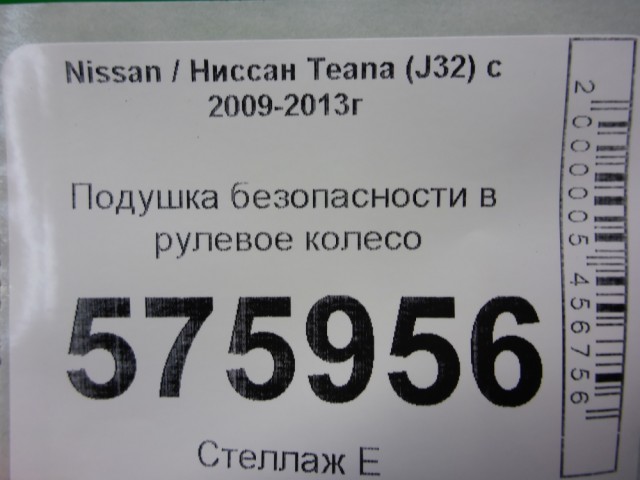 Nissan / Ниссан Teana (J32) с
2009-2013г
Подушка безопасности в
рулевое колесо
575956
Стеллаж Е
2000005456756